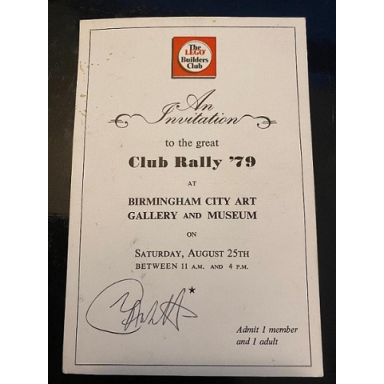 The
LEGO
Builders
Club
An
Invitation
to the great
Club Rally '79
AT
BIRMINGHAM CITY ART
GALLERY AND MUSEUM
ON
SATURDAY, AUGUST 25TH
BETWEEN 11 A.M. AND 4 P.M.
Admit 1 member
and 1 adult